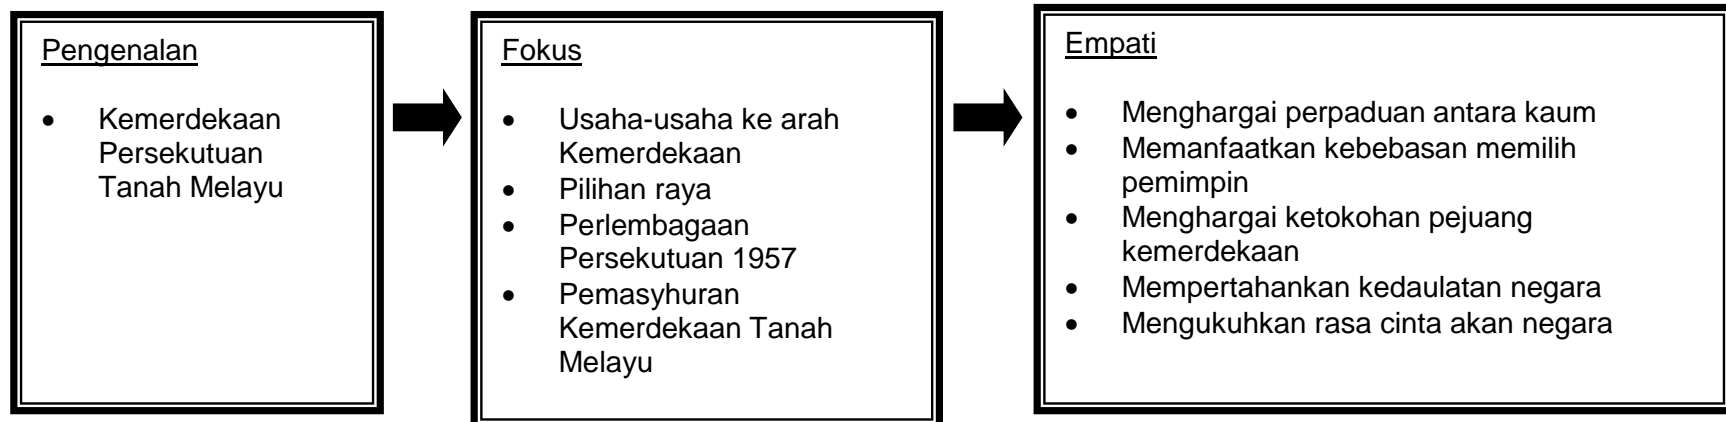 Pengenalan
• Kemerdekaan
Persekutuan
Tanah Melayu
Fokus
• Usaha-usaha ke arah
Kemerdekaan
• Pilihan raya
• Perlembagaan
Persekutuan 1957
• Pemasyhuran
Kemerdekaan Tanah
Melayu
Empati
• Menghargai perpaduan antara kaum
• Memanfaatkan kebebasan memilih
pemimpin
• Menghargai ketokohan pejuang
kemerdekaan
• Mempertahankan kedaulatan negara
• Mengukuhkan rasa cinta akan negara